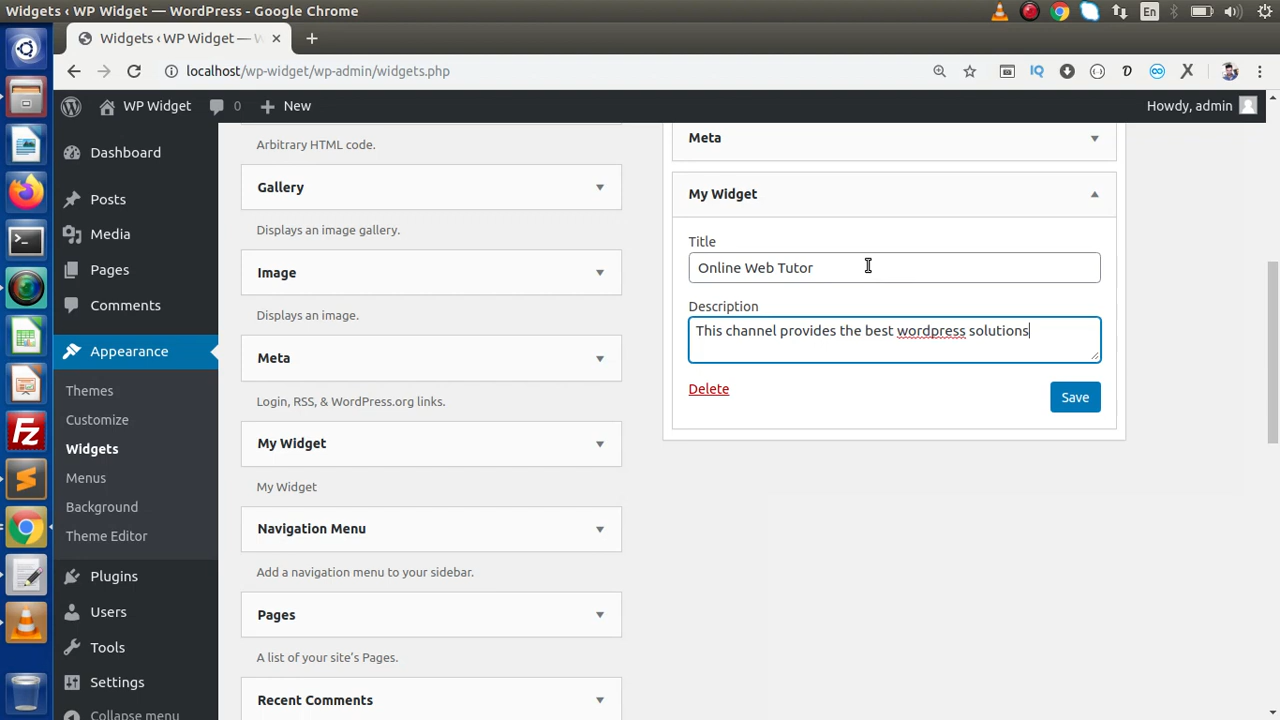 Widgets ‹ WP Widget — WordPress - Google Chrome
En
Widgets ‹ WP Widget — W
localhost/wp-widget/wp-admin/widgets.php
IQ
WP Widget
0
New
Howdy, admin
Dashboard
Posts
Media
Pages
Comments
Appearance
Themes
Customize
Widgets
Menus
Background
Theme Editor
Plugins
Users
Tools
Settings
Collapse menu
Arbitrary HTML code.
Gallery
Displays an image gallery.
Image
Displays an image.
Meta
Login, RSS, & WordPress.org links.
My Widget
My Widget
Navigation Menu
Add a navigation menu to your sidebar.
Pages
A list of your site's Pages.
Recent Comments
Meta
My Widget
Title
Online Web Tutor
Description
This channel provides the best wordpress solutions
Delete
Save